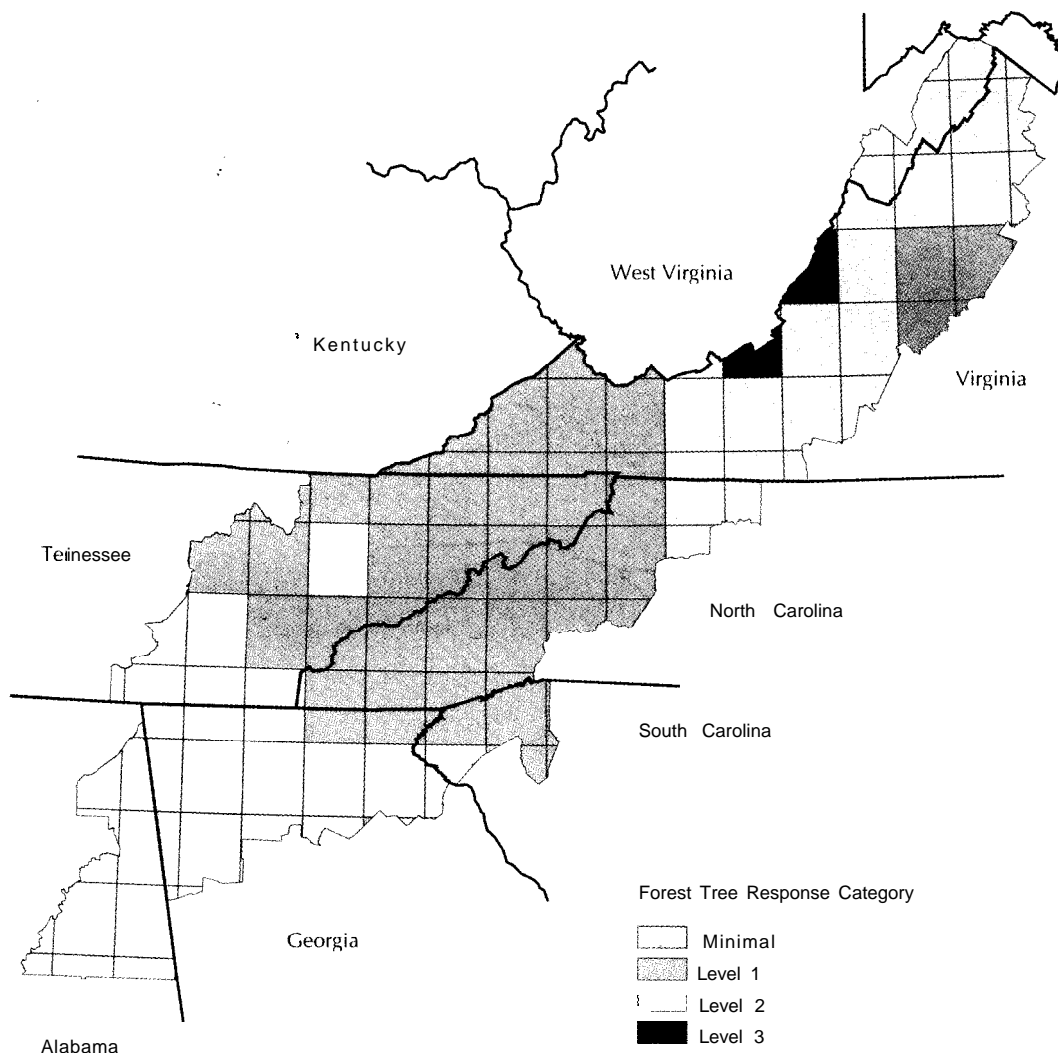 West Virginia
Kentucky
Virginia
Teinnessee
North Carolina
South Carolina
Forest Tree Response Category
Minimal
Level 1
Level 2
Level 3
Georgia
Alabama